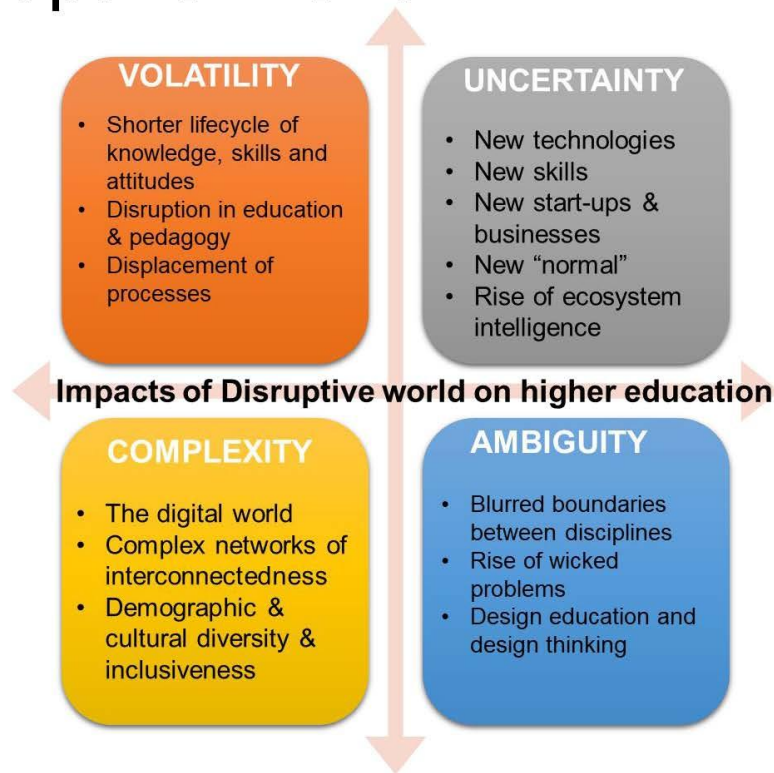 VOLATILITY
• Shorter lifecycle of
knowledge, skills and
attitudes
• Disruption in education
& pedagogy
• Displacement of
processes
UNCERTAINTY
• New technologies
• New skills
• New start-ups &
businesses
• New “normal”
• Rise of ecosystem
intelligence
Impacts of Disruptive world on higher education
COMPLEXITY
• The digital world
• Complex networks of
interconnectedness
• Demographic &
cultural diversity &
inclusiveness
AMBIGUITY
• Blurred boundaries
between disciplines
• Rise of wicked
problems
• Design education and
design thinking